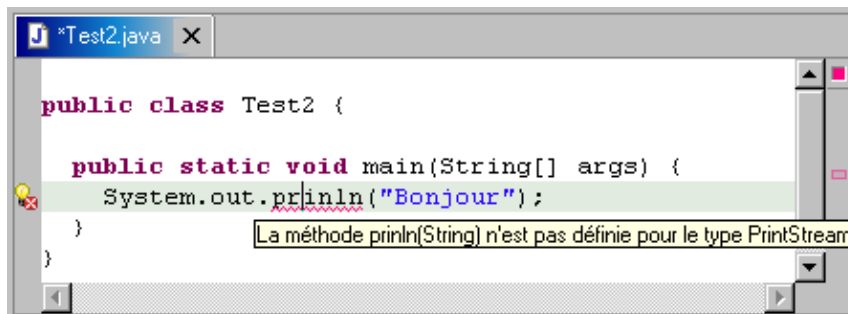 *Test2.java
public class Test2 {
public static void main(String[] args) {
System.out.prinln("Bonjour");
}
La méthode prinln(String) n'est pas définie pour le type PrintStream
}